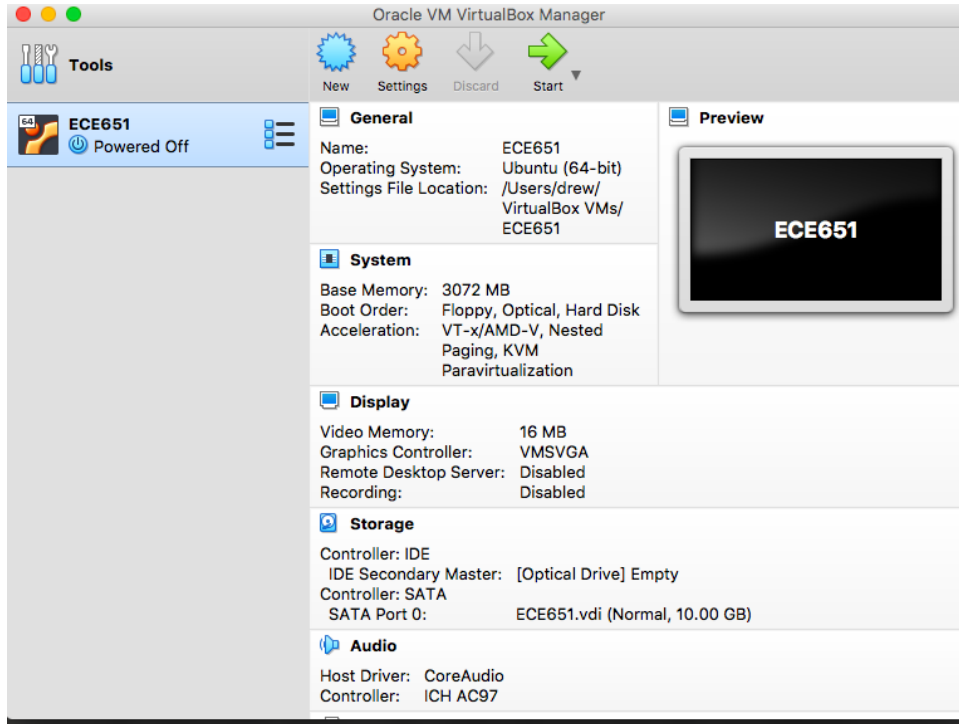 Oracle VM VirtualBox Manager
Tools
New Settings Discard Start
64
ECE651
Powered Off
General
Name: ECE651
Operating System: Ubuntu (64-bit)
Settings File Location: /Users/drew/
VirtualBox VMs/
ECE651
Preview
ECE651
System
Base Memory: 3072 MB
Boot Order: Floppy, Optical, Hard Disk
Acceleration: VT-x/AMD-V, Nested
Paging, KVM
Paravirtualization
Display
Video Memory: 16 MB
Graphics Controller: VMSVGA
Remote Desktop Server: Disabled
Recording: Disabled
Storage
Controller: IDE
IDE Secondary Master: [Optical Drive] Empty
Controller: SATA
SATA Port 0: ECE651.vdi (Normal, 10.00 GB)
Audio
Host Driver: CoreAudio
Controller: ICH AC97